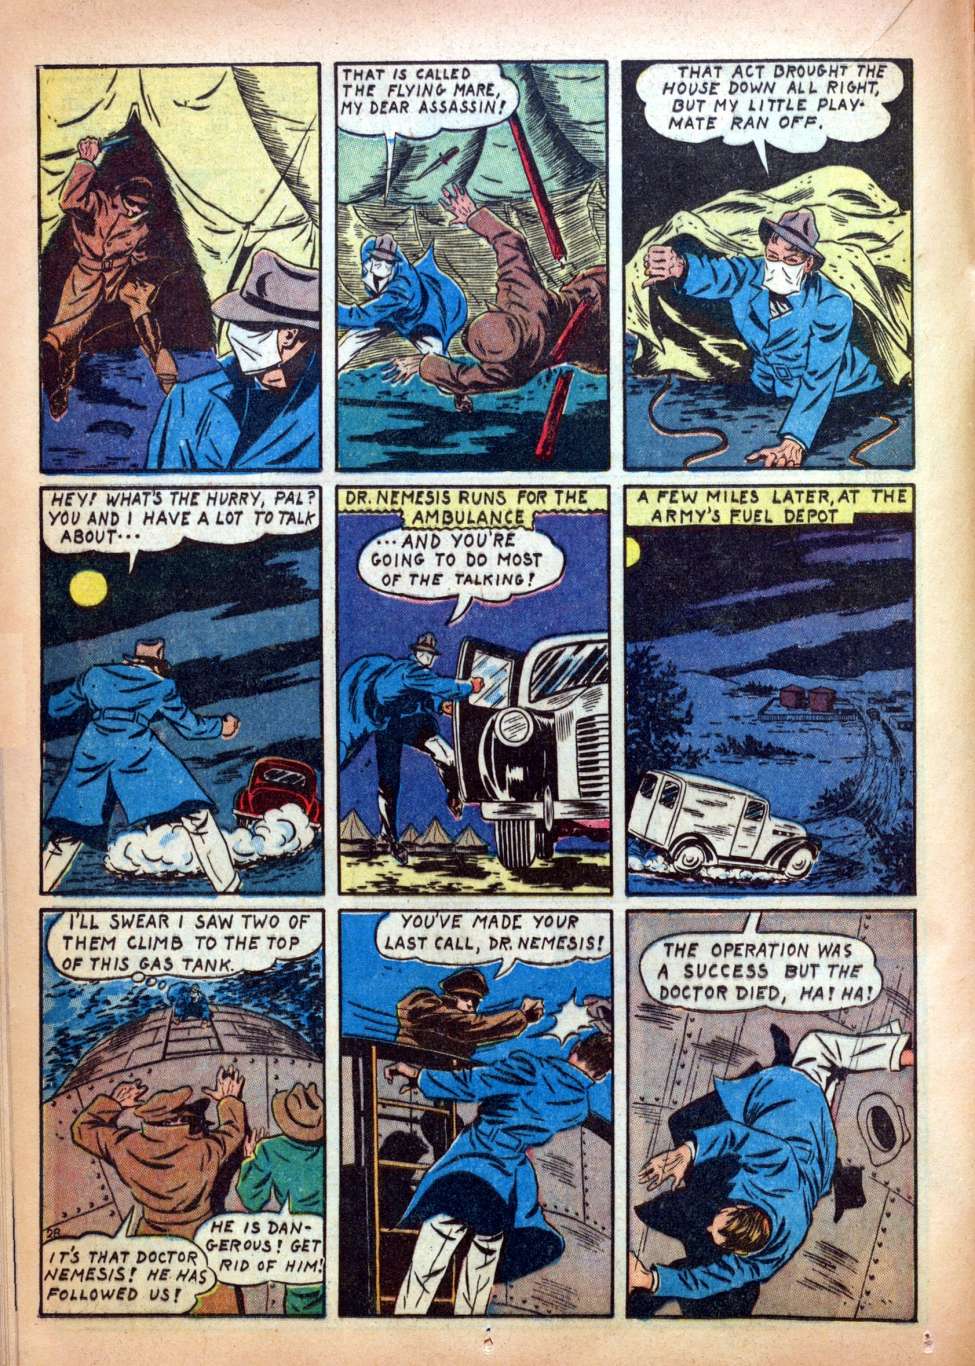 THAT IS CALLED
THE FLYING MARE,
MY DEAR ASSASSIN!
THAT ACT BROUGHT THE
HOUSE DOWN ALL RIGHT,
BUT MY LITTLE PLAY-
MATE RAN OFF.
HEY! WHAT'S THE HURRY, PAL?
YOU AND I HAVE A LOT TO TALK
ABOUT...
DR. NEMESIS RUNS FOR THE
AMBULANCE
...AND YOU'RE
GOING TO DO MOST
OF THE TALKING!
A FEW MILES LATER, AT THE
ARMY'S FUEL DEPOT
I'LL SWEAR I SAW TWO OF
THEM CLIMB TO THE TOP
OF THIS GAS TANK.
IT'S THAT DOCTOR
NEMESIS! HE HAS
FOLLOWED US!
HE IS DAN-
GEROUS! GET
RID OF HIM!
28
YOU'VE MADE YOUR
LAST CALL, DR. NEMESIS!
THE OPERATION WAS
A SUCCESS BUT THE
DOCTOR DIED, HA! HA!